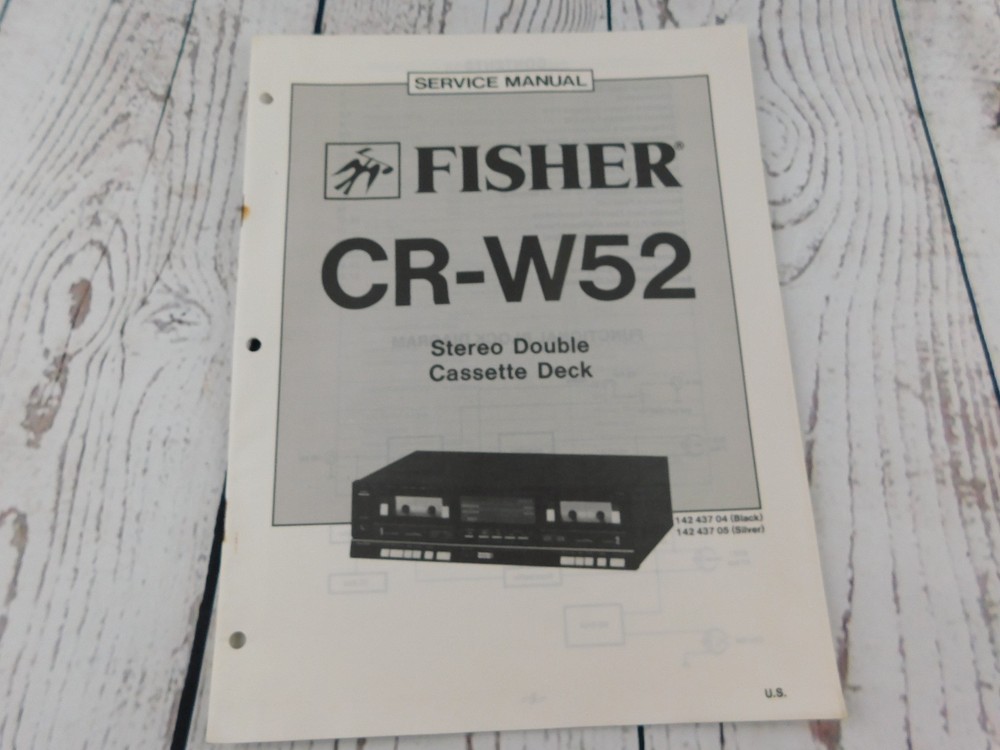 SERVICE MANUAL
FISHER®
CR-W52
Stereo Double
Cassette Deck
142 437 04 (Black)
142 437 05 (Silver)
U.S.